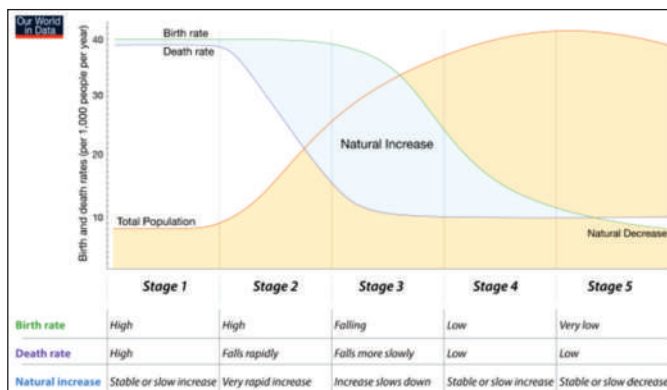 Our World
in Data
Birth and death rates (per 1,000 people per year)
40
30
20
10
Birth rate
Death rate
Natural Increase
Total Population
Natural Decrease
Stage 1 Stage 2 Stage 3 Stage 4 Stage 5
Birth rate High High Falling Low Very low
Death rate High Falls rapidly Falls more slowly Low Low
Natural increase Stable or slow increase Very rapid increase Increase slows down Stable or slow increase Stable or slow decrease